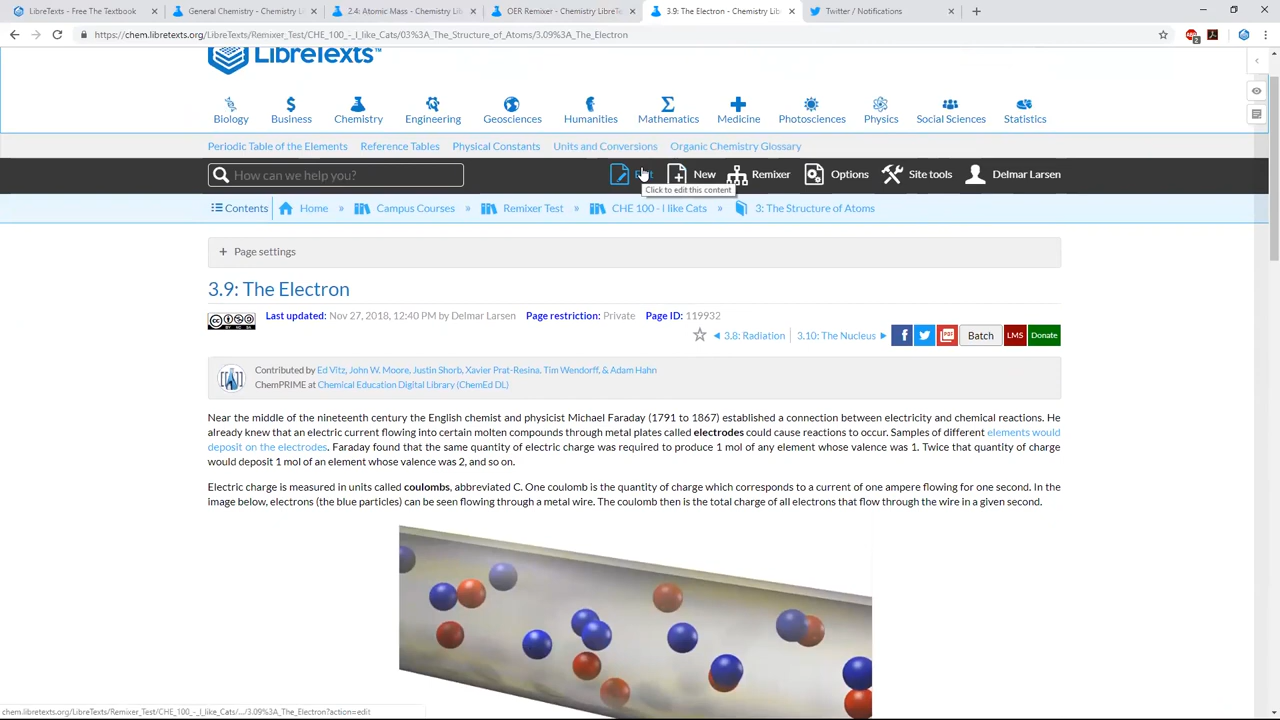 LibreTexts - Free The Textbook
General Chemistry - Chemistry L
2.4: Atomic Mass - Chemistry Lib
OER Remixer - Chemistry LibreT
3.9: The Electron - Chemistry Lib
Twitter / Notifications
https://chem.libretexts.org/LibreTexts/Remixer_Test/CHE_100_-_I_like_Cats/03%3A_The_Structure_of_Atoms/3.09%3A_The_Electron
2
LibreTexts™
Biology
Business
Chemistry
Engineering
Geosciences
Humanities
Mathematics
Medicine
Photosciences
Physics
Social Sciences
Statistics
Periodic Table of the Elements
Reference Tables
Physical Constants
Units and Conversions
Organic Chemistry Glossary
How can we help you?
Edit
New
Remixer
Options
Site tools
Delmar Larsen
Click to edit this content
Contents
Home » Campus Courses » Remixer Test » CHE 100 - I like Cats » 3: The Structure of Atoms
+ Page settings
3.9: The Electron
Last updated: Nov 27, 2018, 12:40 PM by Delmar Larsen Page restriction: Private Page ID: 119932
◄ 3.8: Radiation | 3.10: The Nucleus ► Batch LMS Donate
Contributed by Ed Vitz, John W. Moore, Justin Shorb, Xavier Prat-Resina, Tim Wendorff, & Adam Hahn
ChemPRIME at Chemical Education Digital Library (ChemEd DL)
Near the middle of the nineteenth century the English chemist and physicist Michael Faraday (1791 to 1867) established a connection between electricity and chemical reactions. He
already knew that an electric current flowing into certain molten compounds through metal plates called electrodes could cause reactions to occur. Samples of different elements would
deposit on the electrodes. Faraday found that the same quantity of electric charge was required to produce 1 mol of any element whose valence was 1. Twice that quantity of charge
would deposit 1 mol of an element whose valence was 2, and so on.
Electric charge is measured in units called coulombs, abbreviated C. One coulomb is the quantity of charge which corresponds to a current of one ampere flowing for one second. In the
image below, electrons (the blue particles) can be seen flowing through a metal wire. The coulomb then is the total charge of all electrons that flow through the wire in a given second.
chem.libretexts.org/LibreTexts/Remixer_Test/CHE_100_-_I_like_Cats/.../3.09%3A_The_Electron?action=edit